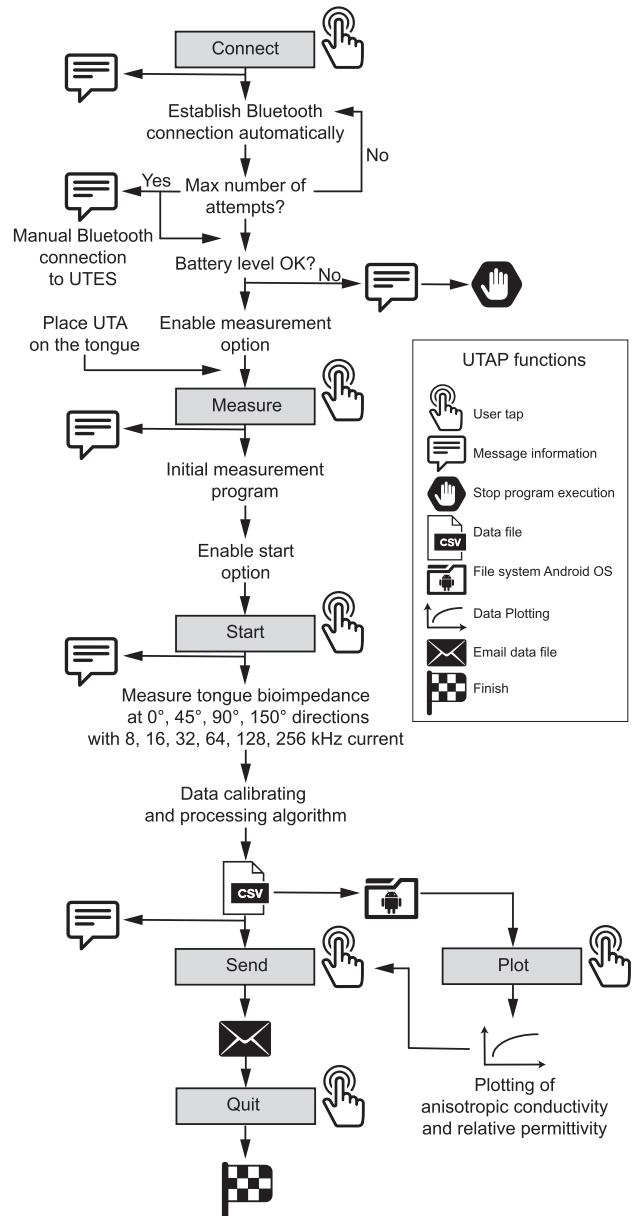 Connect
Establish Bluetooth
connection automatically
No
Yes
Max number of
attempts?
Manual Bluetooth
connection
to UTES
Battery level OK?
No
Place UTA
on the tongue
Enable measurement
option
Measure
Initial measurement
program
Enable start
option
Start
Measure tongue bioimpedance
at 0°, 45°, 90°, 150° directions
with 8, 16, 32, 64, 128, 256 kHz current
Data calibrating
and processing algorithm
CSV
Send
Plot
Plotting of
anisotropic conductivity
and relative permittivity
Quit
UTAP functions
User tap
Message information
Stop program execution
CSV
Data file
File system Android OS
Data Plotting
Email data file
Finish